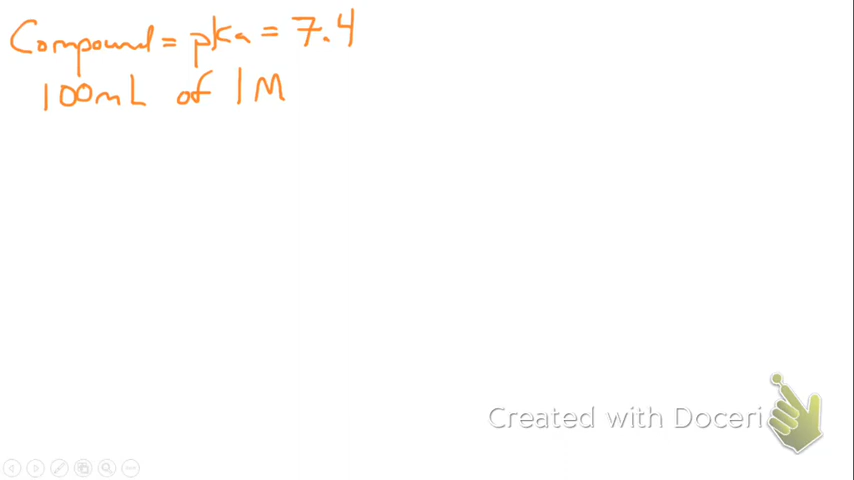 Compound = pka = 7.4
100mL of 1M
Created with Doceri